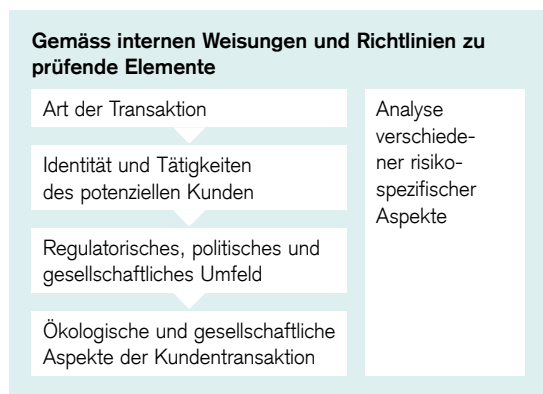 Gemäss internen Weisungen und Richtlinien zu
prüfende Elemente
Art der Transaktion
Identität und Tätigkeiten
des potenziellen Kunden
Regulatorisches, politisches und
gesellschaftliches Umfeld
Ökologische und gesellschaftliche
Aspekte der Kundentransaktion
Analyse
verschiede-
ner risiko-
spezifischer
Aspekte